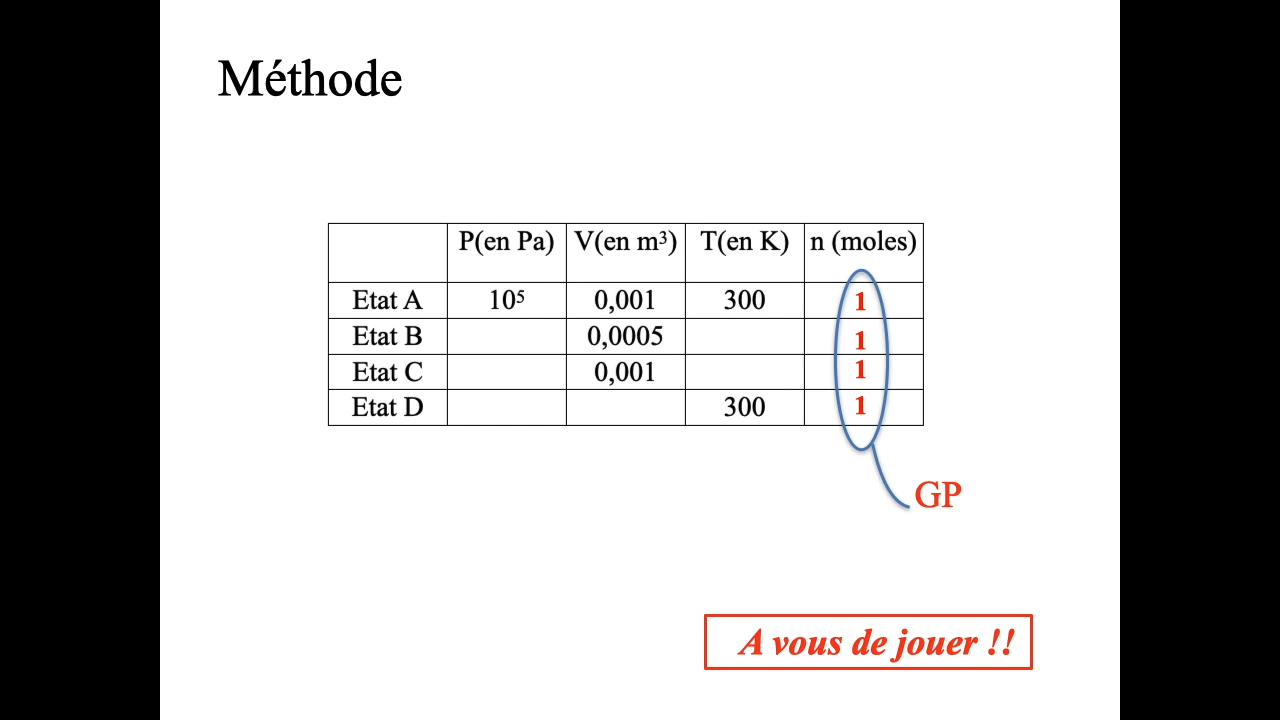 Méthode
P(en Pa) V(en m³) T(en K) n (moles)
Etat A 10⁵ 0,001 300 1
Etat B 0,0005 1
Etat C 0,001 1
Etat D 300 1
GP
A vous de jouer !!